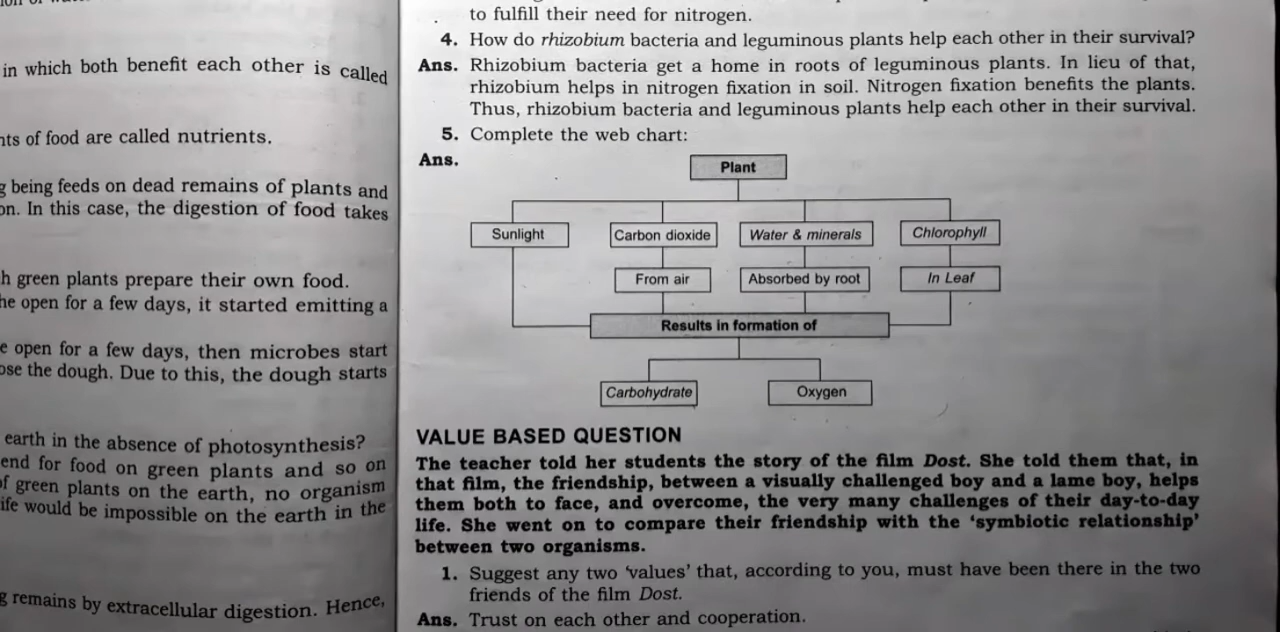 in which both benefit each other is called
of food are called nutrients.
being feeds on dead remains of plants and
In this case, the digestion of food takes
green plants prepare their own food.
open for a few days, it started emitting a
open for a few days, then microbes start
the dough. Due to this, the dough starts
earth in the absence of photosynthesis?
for food on green plants and so on
green plants on the earth, no organism
would be impossible on the earth in the
remains by extracellular digestion. Hence,
to fulfill their need for nitrogen.
4. How do rhizobium bacteria and leguminous plants help each other in their survival?
Ans. Rhizobium bacteria get a home in roots of leguminous plants. In lieu of that,
rhizobium helps in nitrogen fixation in soil. Nitrogen fixation benefits the plants.
Thus, rhizobium bacteria and leguminous plants help each other in their survival.
5. Complete the web chart:
Ans.
Plant
Sunlight Carbon dioxide Water & minerals Chlorophyll
From air Absorbed by root In Leaf
Results in formation of
Carbohydrate Oxygen
VALUE BASED QUESTION
The teacher told her students the story of the film Dost. She told them that, in
that film, the friendship, between a visually challenged boy and a lame boy, helps
them both to face, and overcome, the very many challenges of their day-to-day
life. She went on to compare their friendship with the ‘symbiotic relationship’
between two organisms.
1. Suggest any two ‘values’ that, according to you, must have been there in the two
friends of the film Dost.
Ans. Trust on each other and cooperation.